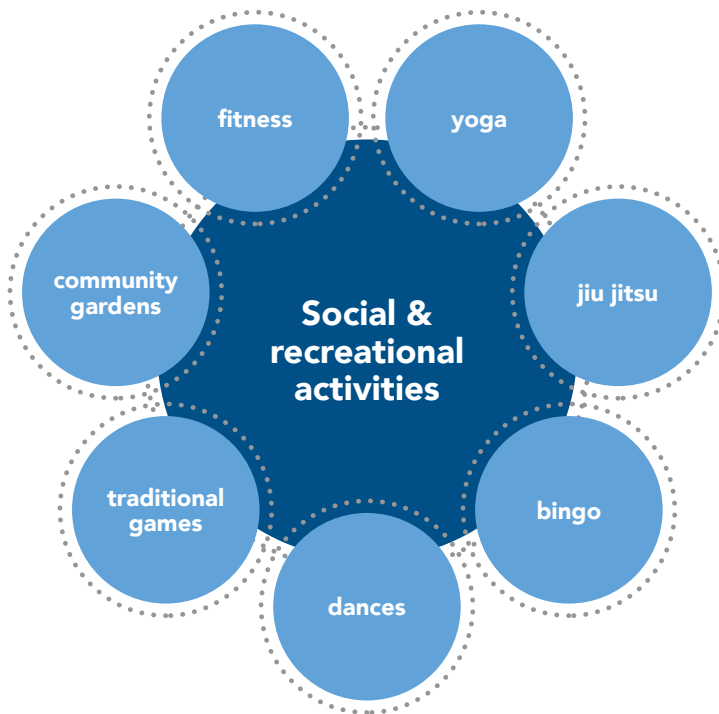 fitness
yoga
community
gardens
jiu jitsu
Social &
recreational
activities
traditional
games
bingo
dances